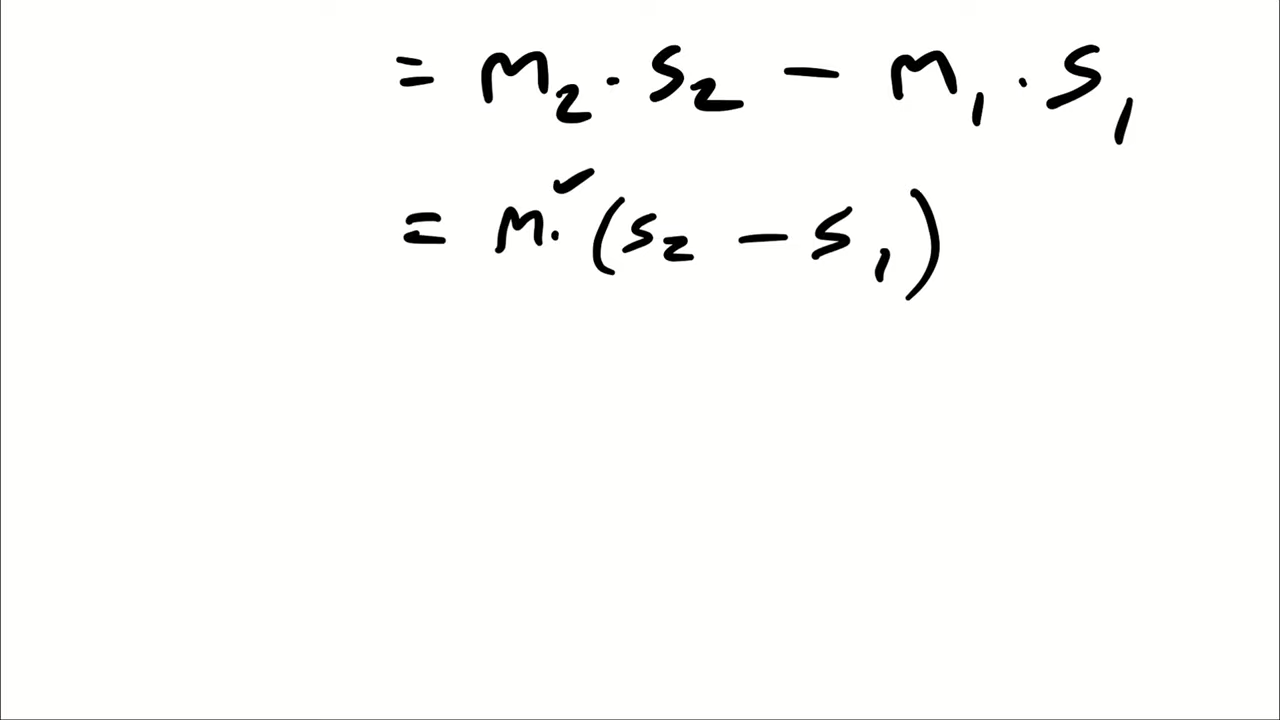 = m₂ · s₂ − m₁ · s₁
= m · ✓ (s₂ − s₁)